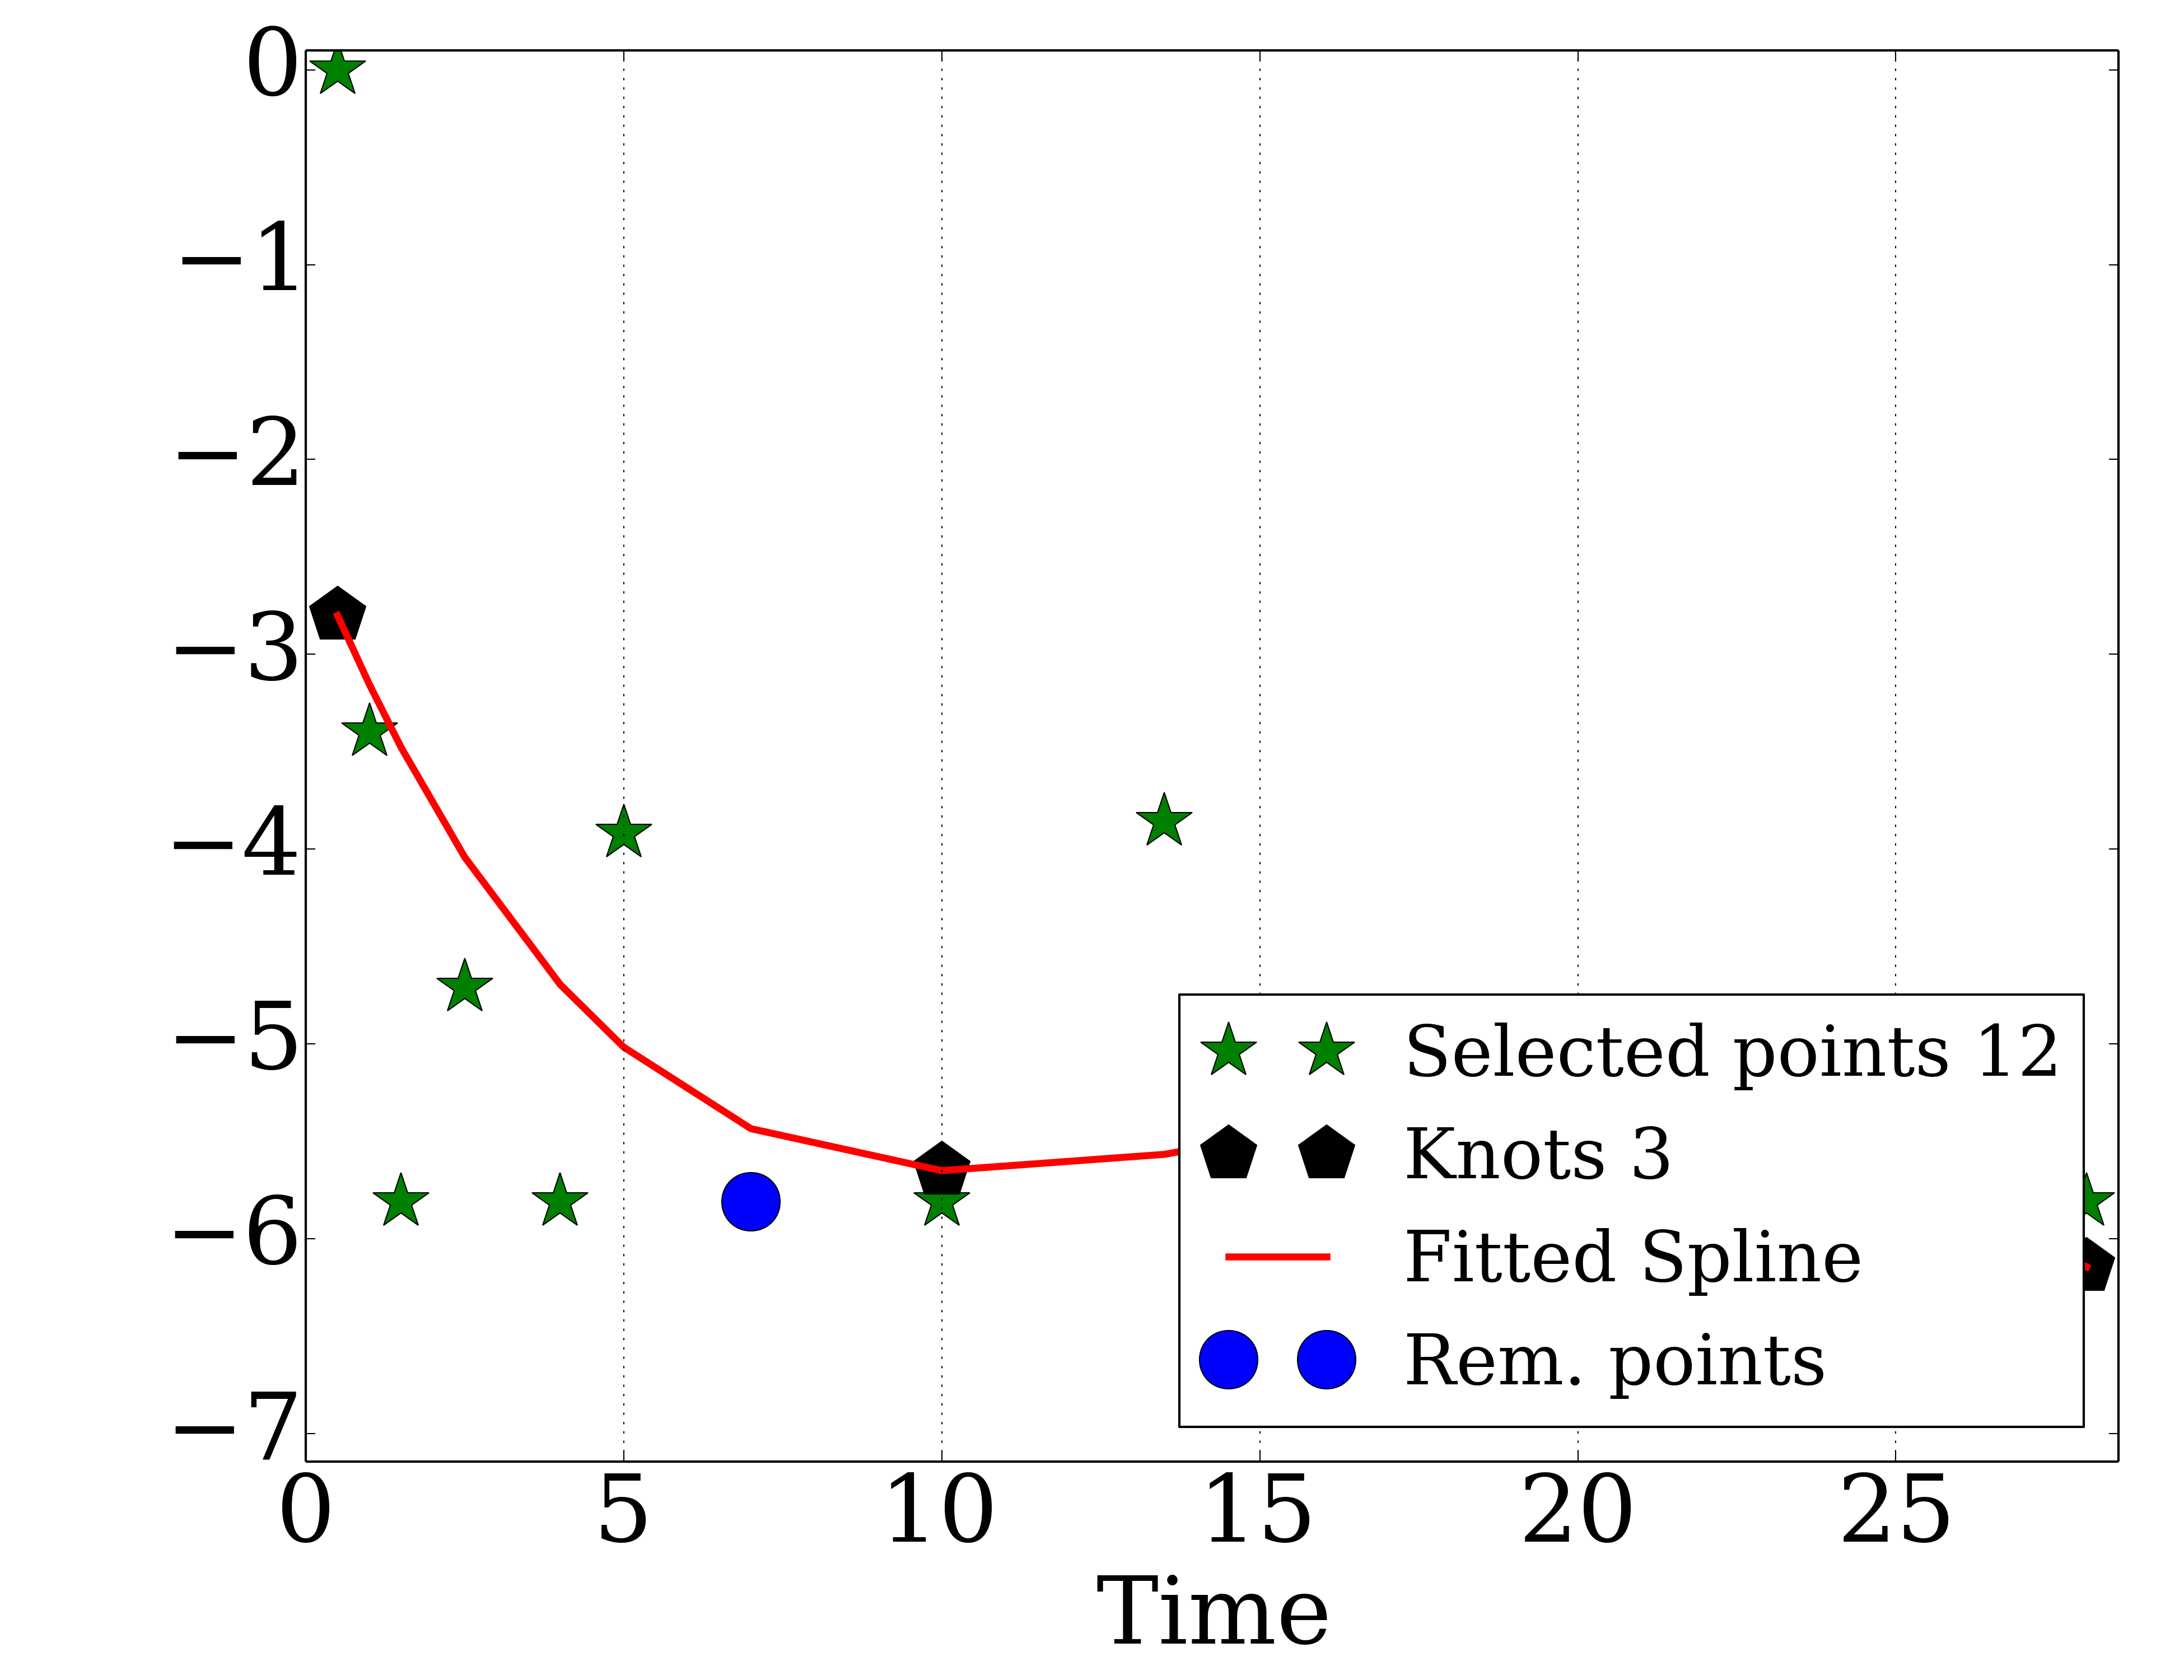 0
−1
−2
−3
−4
−5
−6
−7
Selected points 12
Knots 3
Fitted Spline
Rem. points
0 5 10 15 20 25
Time